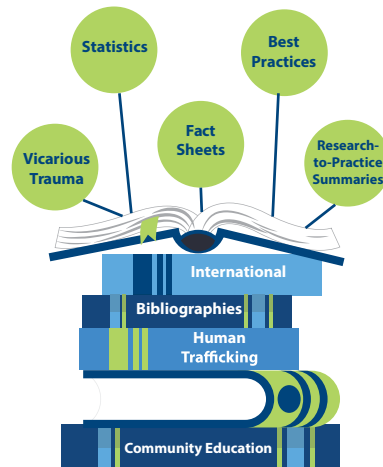 Statistics
Best
Practices
Fact
Sheets
Vicarious
Trauma
Research-
to-Practice
Summaries
International
Bibliographies
Human
Trafficking
Community Education